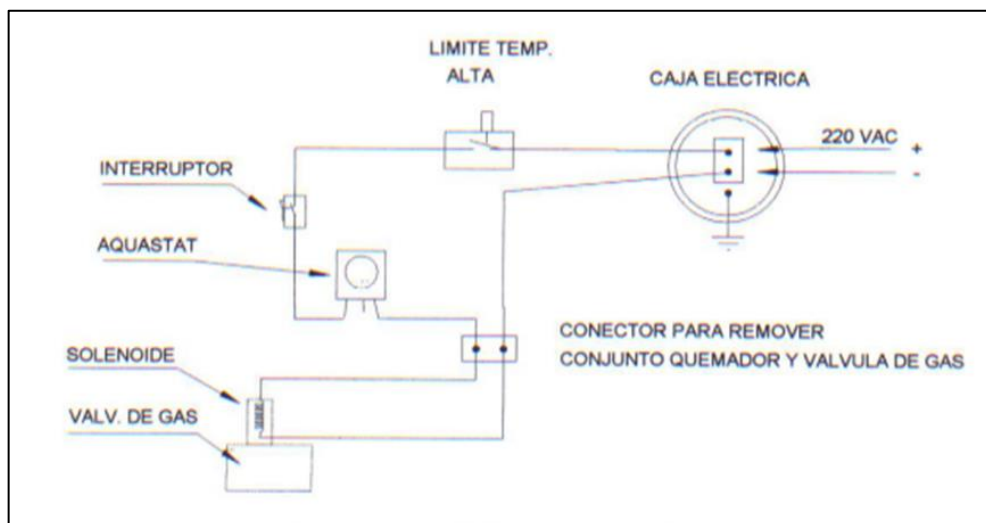 LIMITE TEMP.
ALTA
CAJA ELECTRICA
220 VAC
+
-
INTERRUPTOR
AQUASTAT
CONECTOR PARA REMOVER
CONJUNTO QUEMADOR Y VALVULA DE GAS
SOLENOIDE
VALV. DE GAS